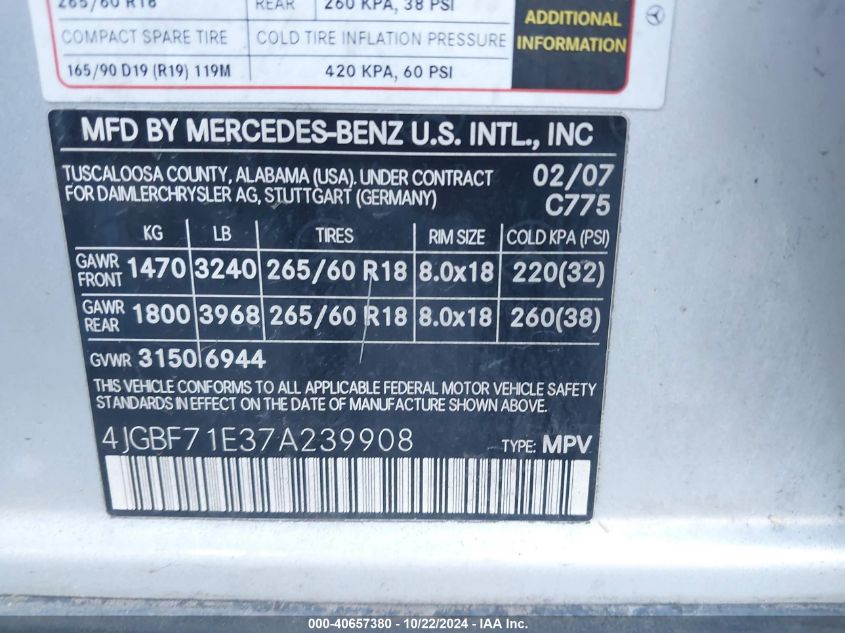 265/60 R18 REAR 260 KPA, 38 PSI
COMPACT SPARE TIRE COLD TIRE INFLATION PRESSURE
165/90 D19 (R19) 119M 420 KPA, 60 PSI
ADDITIONAL
INFORMATION
MFD BY MERCEDES-BENZ U.S. INTL., INC
TUSCALOOSA COUNTY, ALABAMA (USA). UNDER CONTRACT 02/07
FOR DAIMLERCHRYSLER AG, STUTTGART (GERMANY) C775
KG LB TIRES RIM SIZE COLD KPA (PSI)
GAWR FRONT 1470 3240 265/60 R18 8.0x18 220(32)
GAWR REAR 1800 3968 265/60 R18 8.0x18 260(38)
GVWR 3150 6944
THIS VEHICLE CONFORMS TO ALL APPLICABLE FEDERAL MOTOR VEHICLE SAFETY
STANDARDS IN EFFECT ON THE DATE OF MANUFACTURE SHOWN ABOVE.
4JGBF71E37A239908 TYPE: MPV
000-40657380 - 10/22/2024 - IAA Inc.